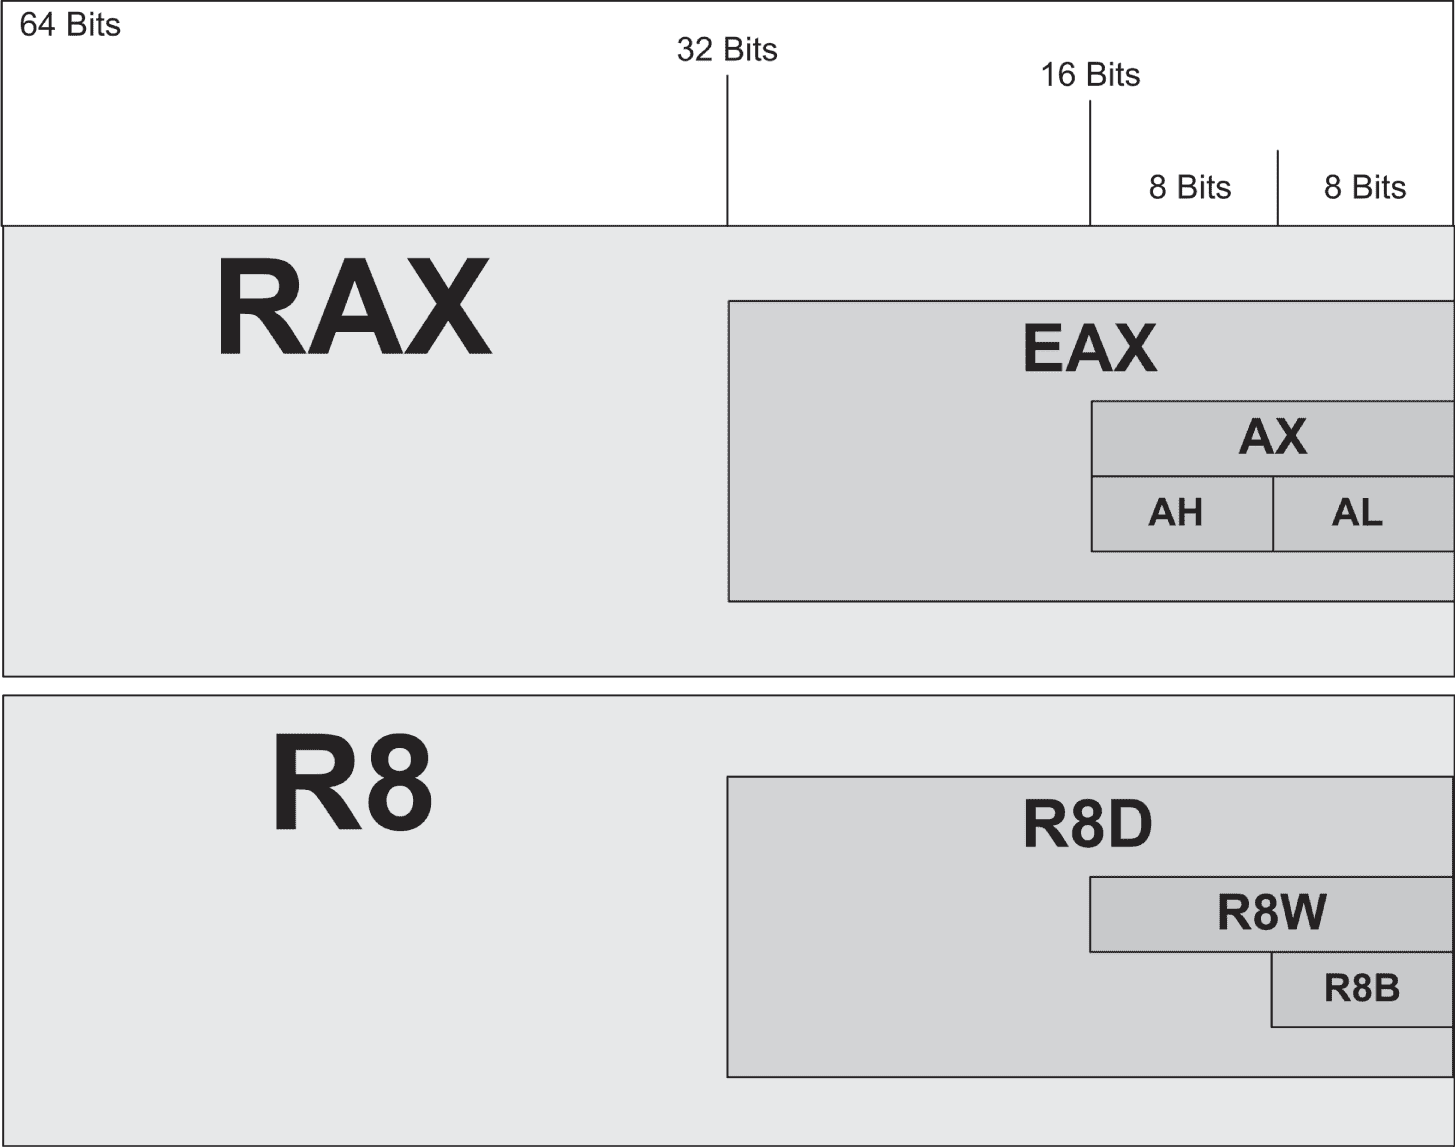 64 Bits
32 Bits
16 Bits
8 Bits 8 Bits
RAX
EAX
AX
AH AL
R8
R8D
R8W
R8B